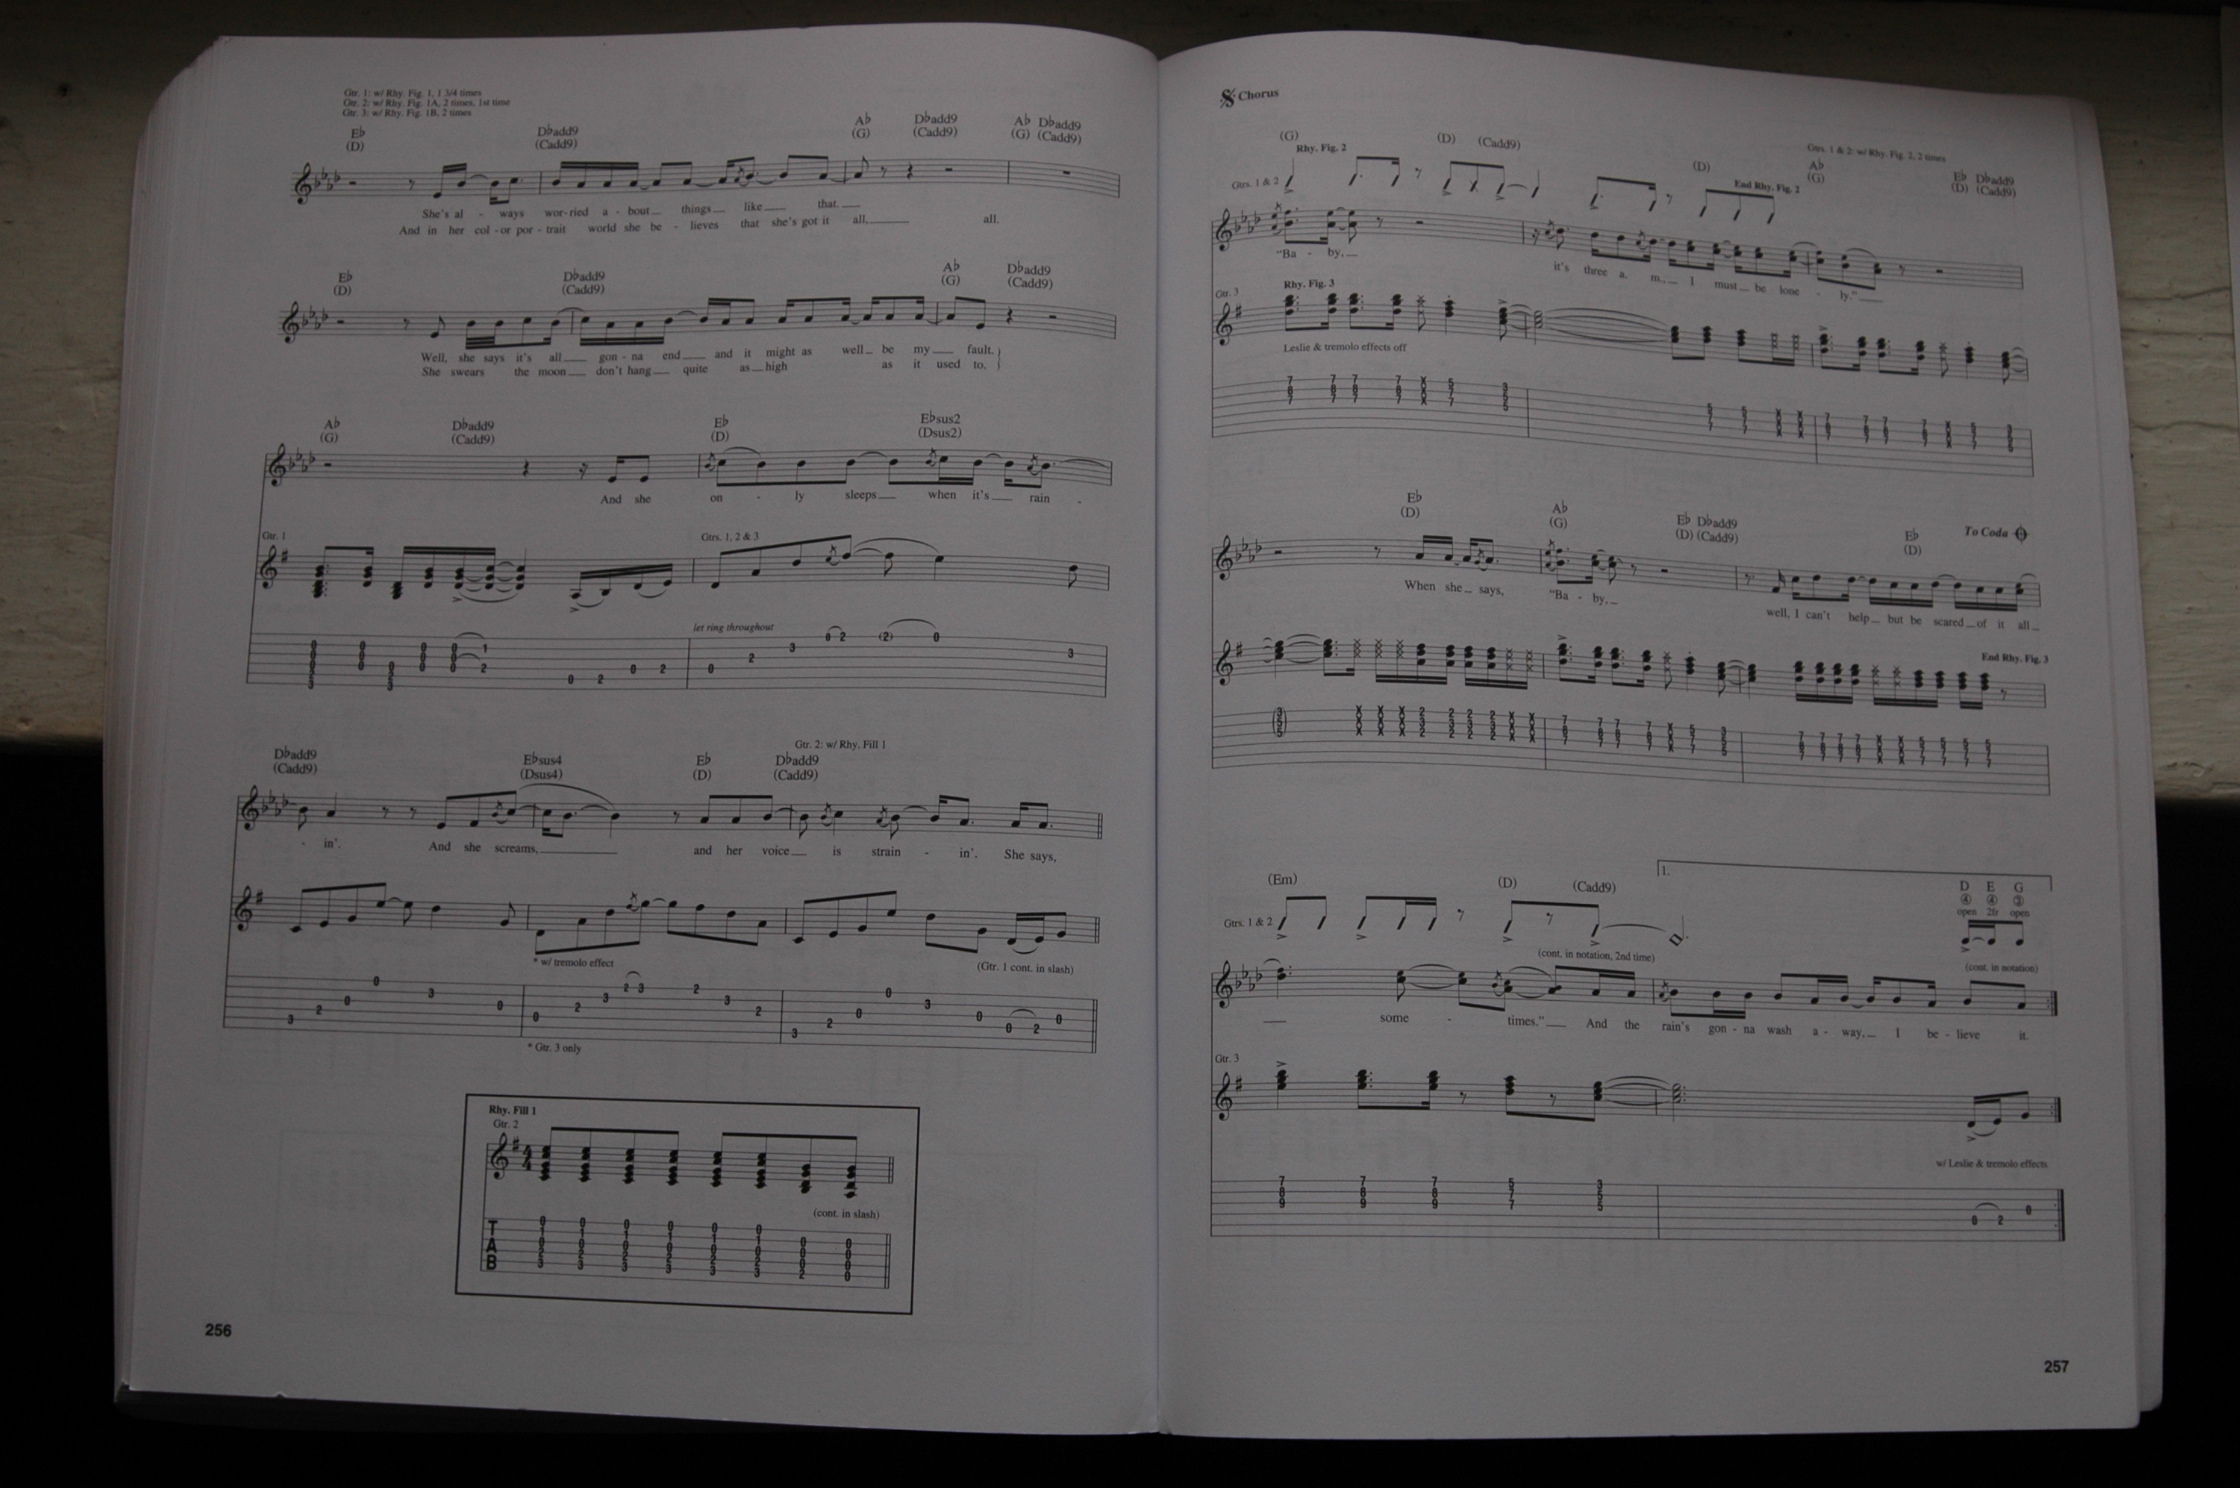 Gtr. 1: w/ Rhy. Fig. 1, 1 3/4 times
Gtr. 2: w/ Rhy. Fig. 1A, 2 times, 1st time
Gtr. 3: w/ Rhy. Fig. 1B, 2 times
E♭ D♭add9 A♭ D♭add9 A♭ D♭add9
(D) (Cadd9) (G) (Cadd9) (G) (Cadd9)
She's al - ways wor-ried a - bout things like that.
And in her col-or por-trait world she be - lieves that she's got it all, all.
E♭ D♭add9 A♭ D♭add9
(D) (Cadd9) (G) (Cadd9)
Well, she says it's all gon - na end and it might as well be my fault.
She swears the moon don't hang quite as high as it used to.
A♭ D♭add9 E♭ E♭sus2
(G) (Cadd9) (D) (Dsus2)
And she on - ly sleeps when it's rain -
Gtr. 1 Gtrs. 1, 2 & 3
let ring throughout
Gtr. 2: w/ Rhy. Fill 1
D♭add9 E♭sus4 E♭ D♭add9
(Cadd9) (Dsus4) (D) (Cadd9)
- in'. And she screams, and her voice is strain - in'. She says,
* w/ tremolo effect (Gtr. 1 cont. in slash)
* Gtr. 3 only
Rhy. Fill 1
Gtr. 2
4
4
(cont. in slash)
T
A
B
256
Chorus
Gtrs. 1 & 2: w/ Rhy. Fig. 2, 2 times
(G) (D) (Cadd9) (D) A♭ E♭ D♭add9
(G) (D) (Cadd9)
Rhy. Fig. 2 End Rhy. Fig. 2
Gtrs. 1 & 2
"Ba - by, it's three a. m., I must be lone - ly."
Gtr. 3 Rhy. Fig. 3
Leslie & tremolo effects off
E♭ A♭ E♭ D♭add9 E♭ To Coda
(D) (G) (D) (Cadd9) (D)
When she says, "Ba - by, well, I can't help but be scared of it all
End Rhy. Fig. 3
1.
(Em) (D) (Cadd9) D E G
④ ④ ③
open 2fr open
Gtrs. 1 & 2
(cont. in notation, 2nd time) (cont. in notation)
some - times." And the rain's gon - na wash a - way, I be - lieve it.
Gtr. 3
w/ Leslie & tremolo effects
257